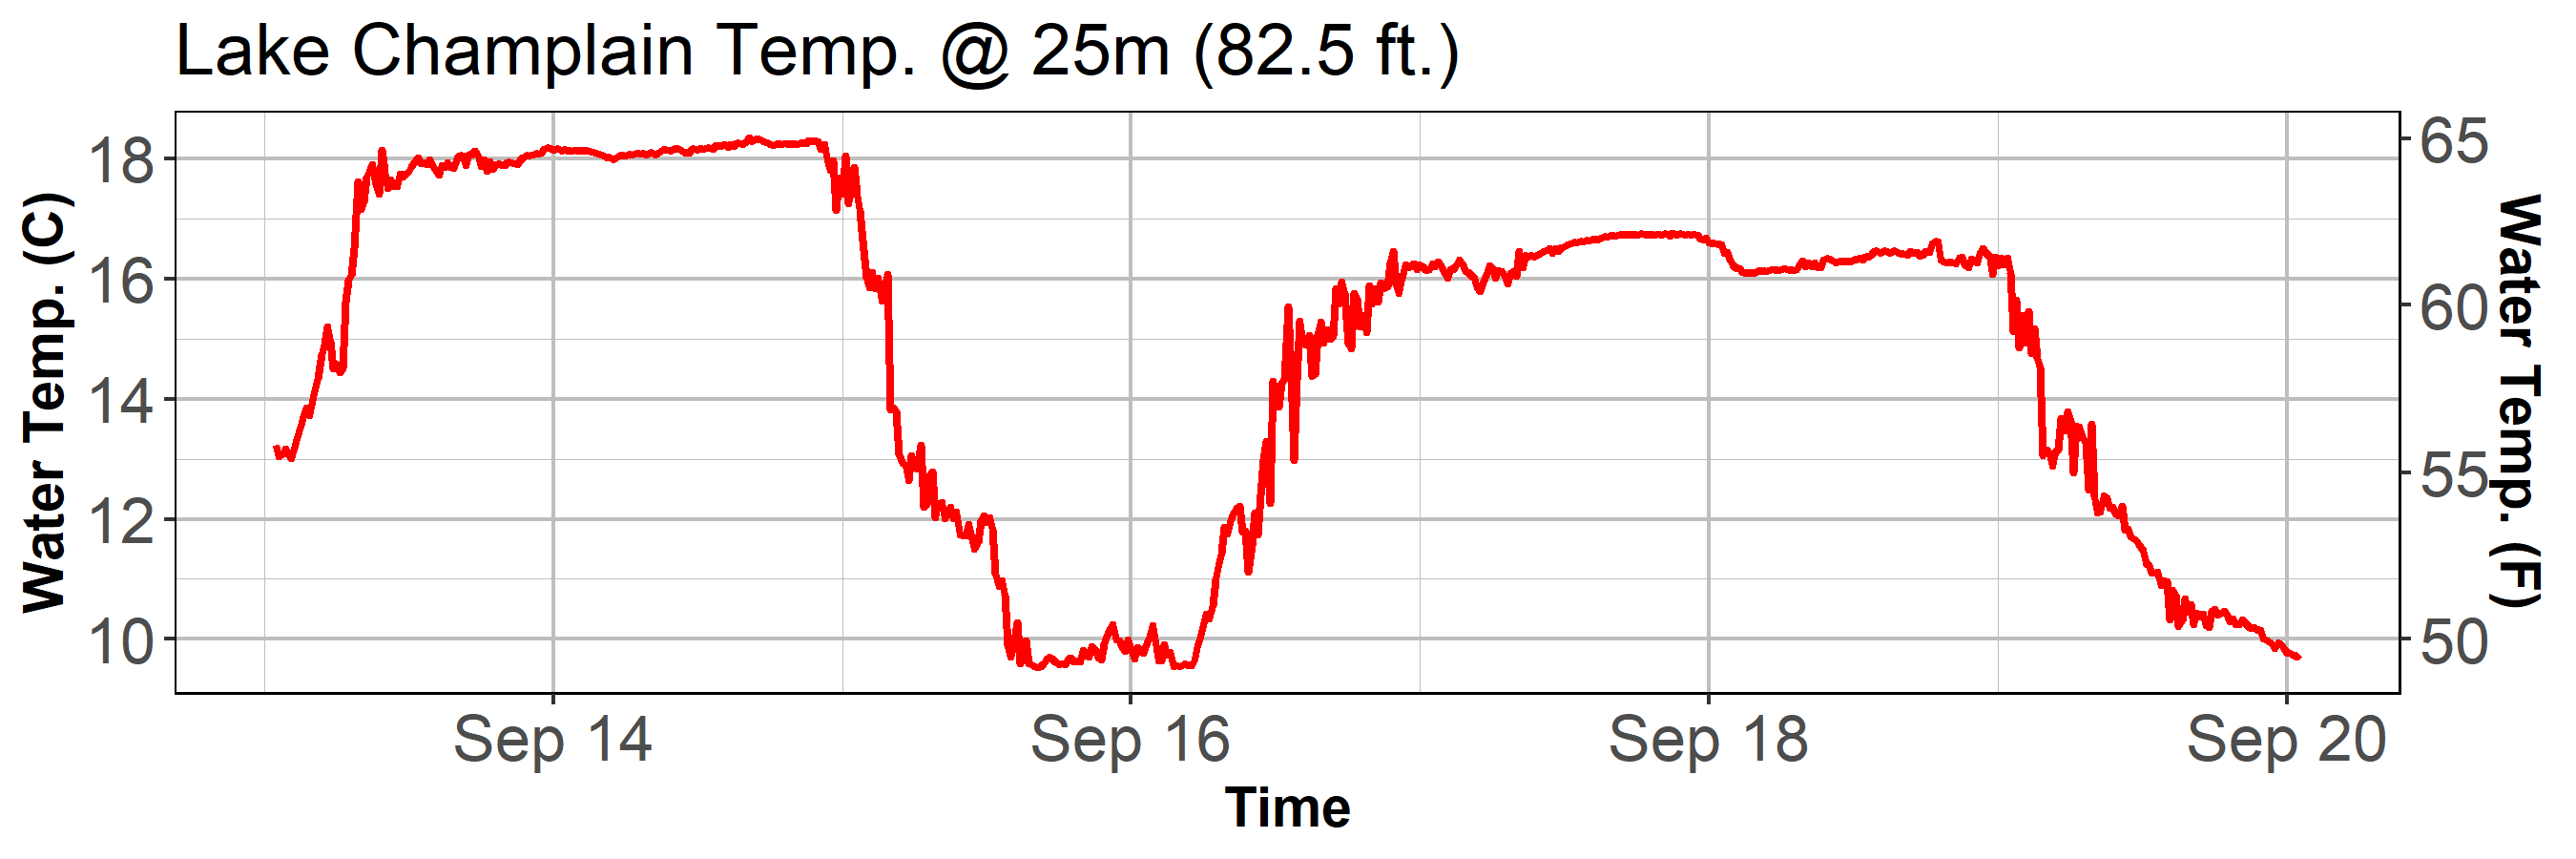 Lake Champlain Temp. @ 25m (82.5 ft.)
Water Temp. (C)
18
16
14
12
10
65
60
55
50
Water Temp. (F)
Sep 14
Sep 16
Sep 18
Sep 20
Time